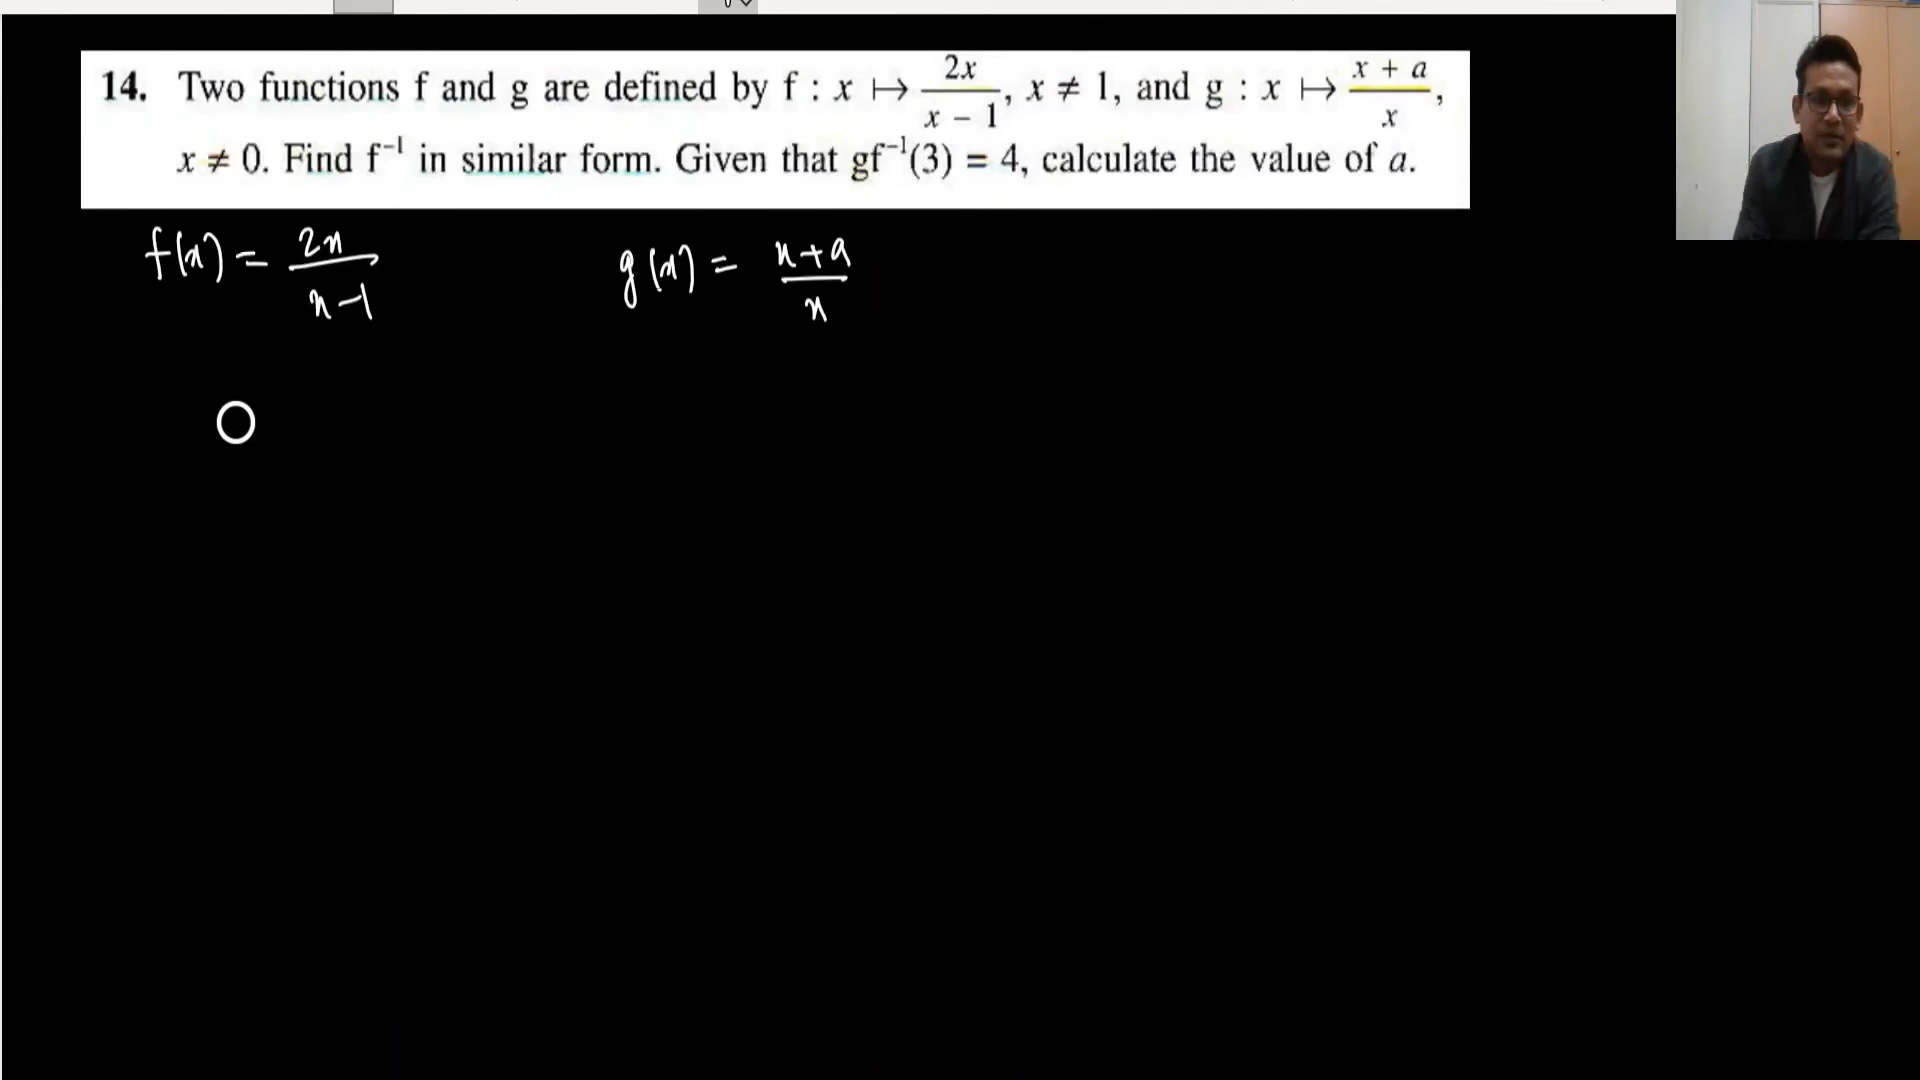 14. Two functions f and g are defined by f : x ↦ 2x/(x − 1), x ≠ 1, and g : x ↦ (x + a)/x,
x ≠ 0. Find f⁻¹ in similar form. Given that gf⁻¹(3) = 4, calculate the value of a.
f(x) = 2x/(x−1) g(x) = (x+a)/x